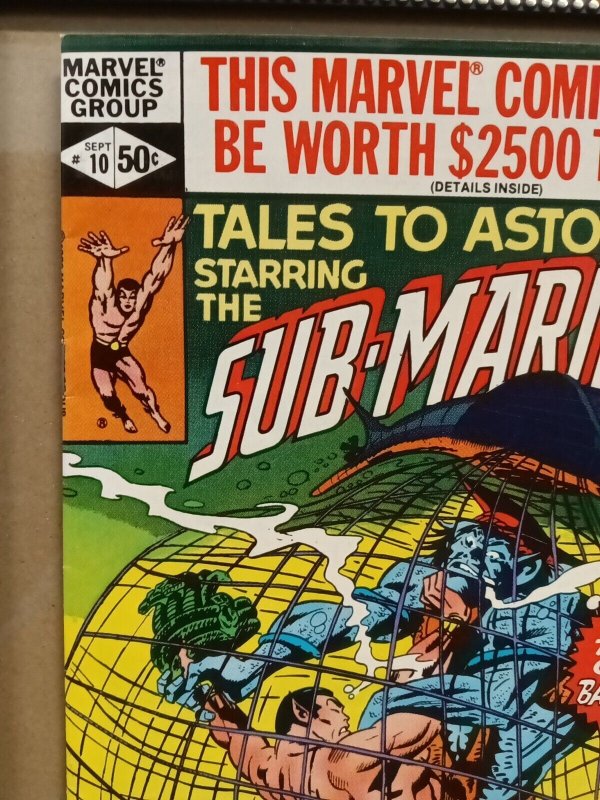 MARVEL®
COMICS
GROUP
SEPT
# 10 50¢
THIS MARVEL® COMI
BE WORTH $2500 T
(DETAILS INSIDE)
TALES TO ASTO
STARRING
THE
SUB-MARI
®
BA